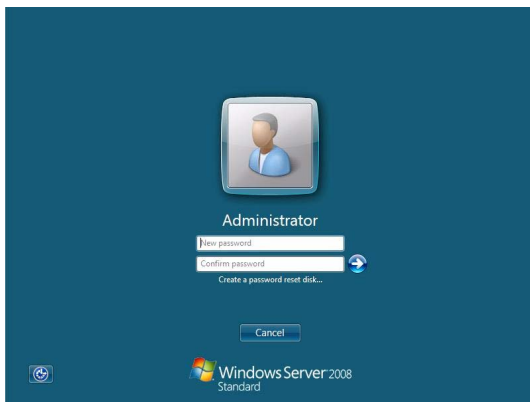 Administrator
New password
Confirm password
Create a password reset disk...
Cancel
Windows Server 2008
Standard